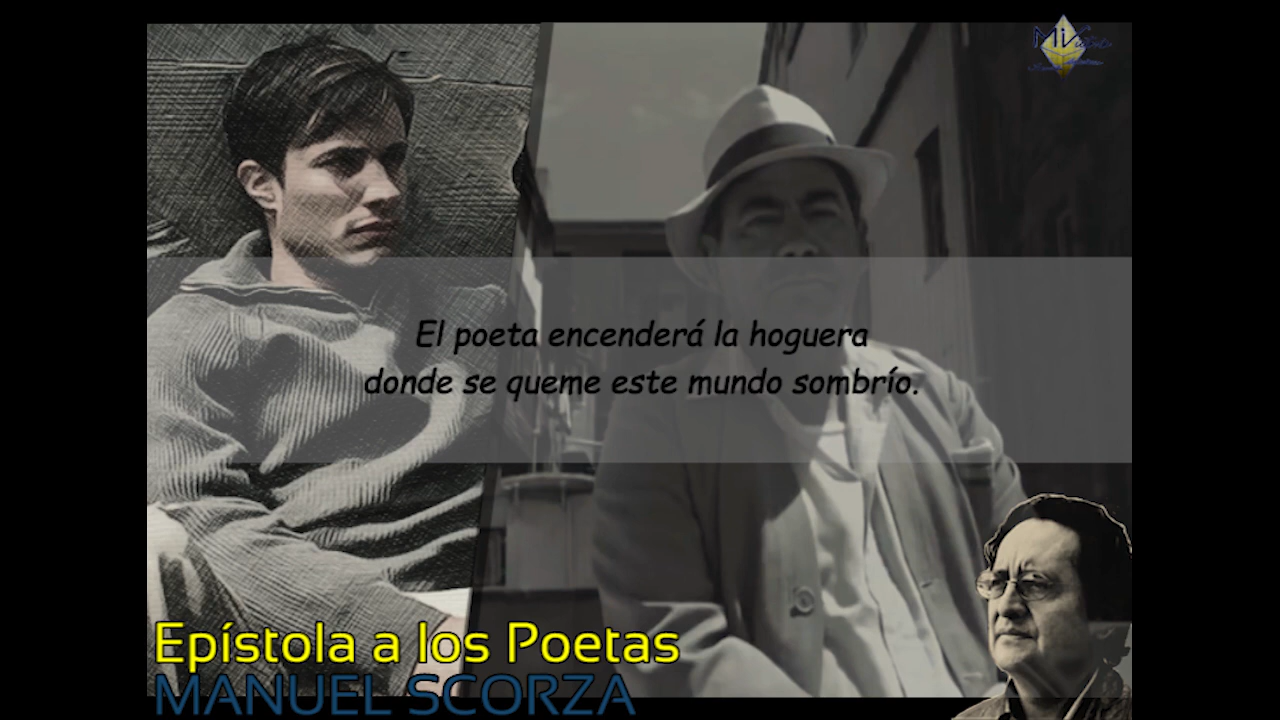 El poeta encenderá la hoguera
donde se queme este mundo sombrío.
Epístola a los Poetas
MANUEL SCORZA